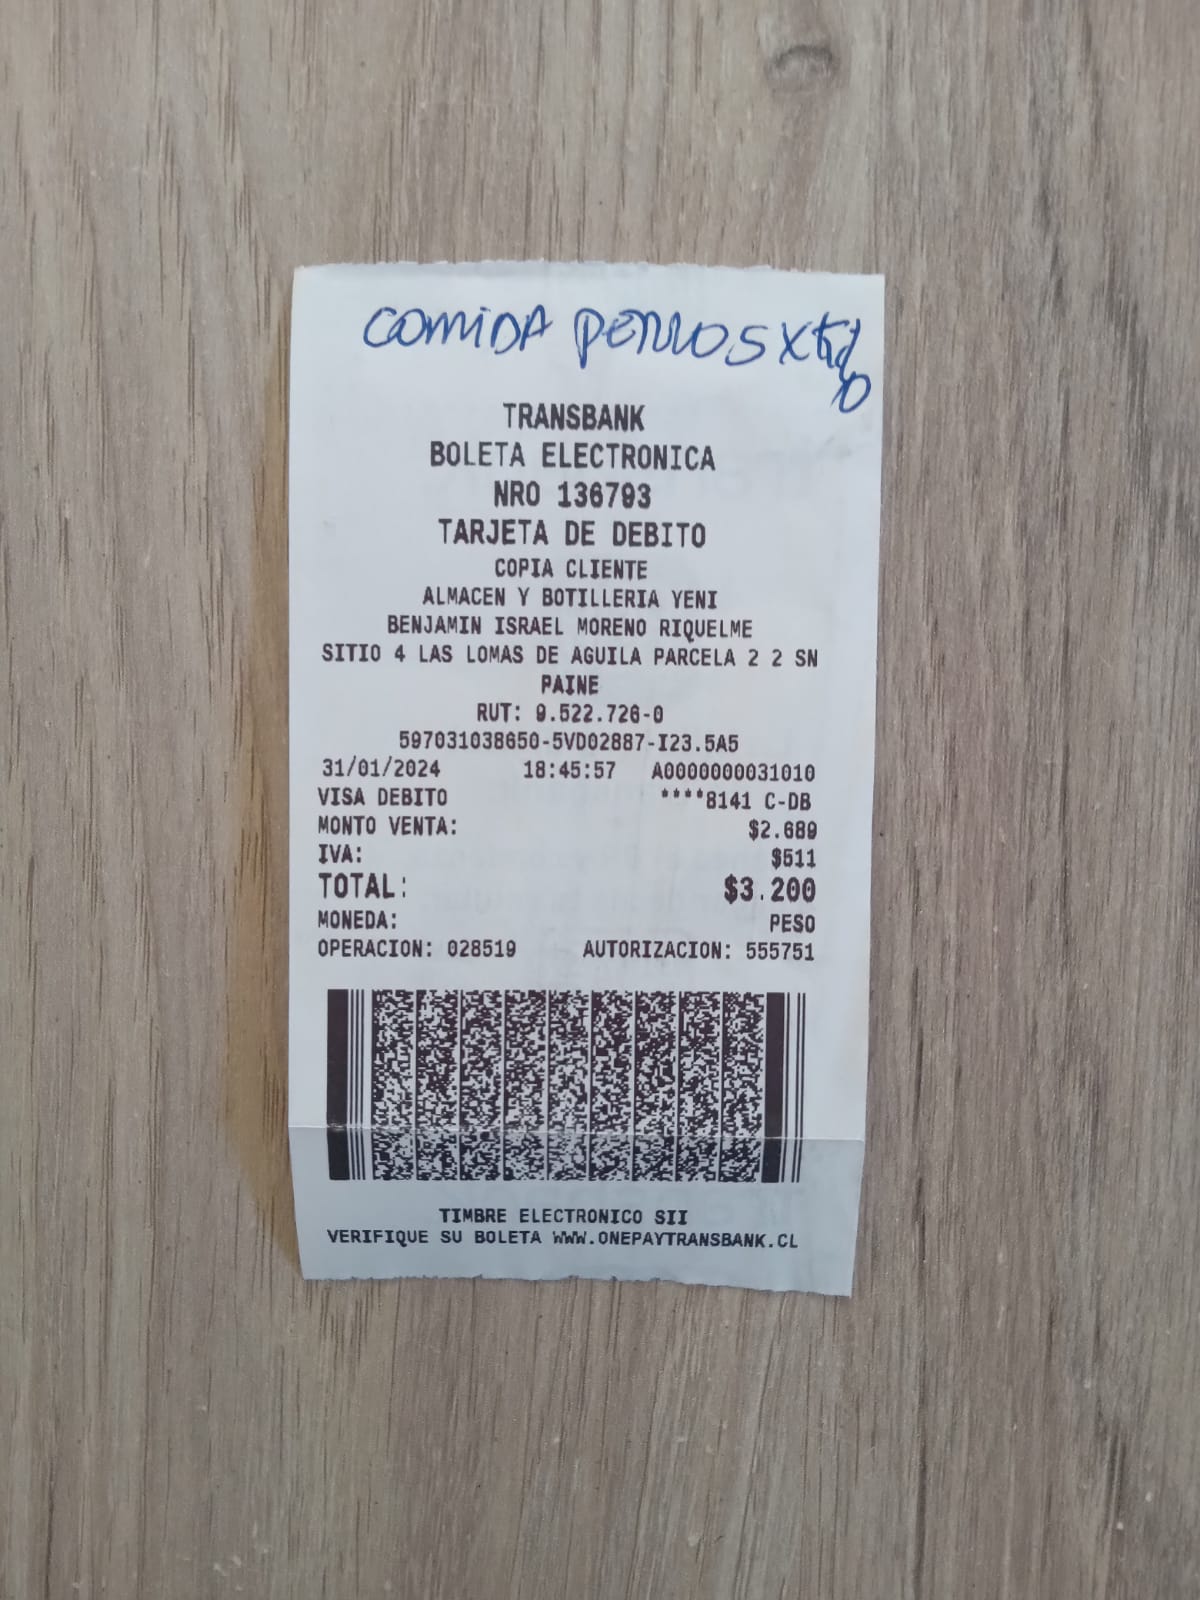 COMIDA PERROS X Kilo
TRANSBANK
BOLETA ELECTRONICA
NRO 136793
TARJETA DE DEBITO
COPIA CLIENTE
ALMACEN Y BOTILLERIA YENI
BENJAMIN ISRAEL MORENO RIQUELME
SITIO 4 LAS LOMAS DE AGUILA PARCELA 2 2 SN
PAINE
RUT: 9.522.726-0
597031038650-5VD02887-I23.5A5
31/01/2024 18:45:57 A0000000031010
VISA DEBITO ****8141 C-DB
MONTO VENTA: $2.689
IVA: $511
TOTAL: $3.200
MONEDA: PESO
OPERACION: 028519 AUTORIZACION: 555751
TIMBRE ELECTRONICO SII
VERIFIQUE SU BOLETA WWW.ONEPAYTRANSBANK.CL